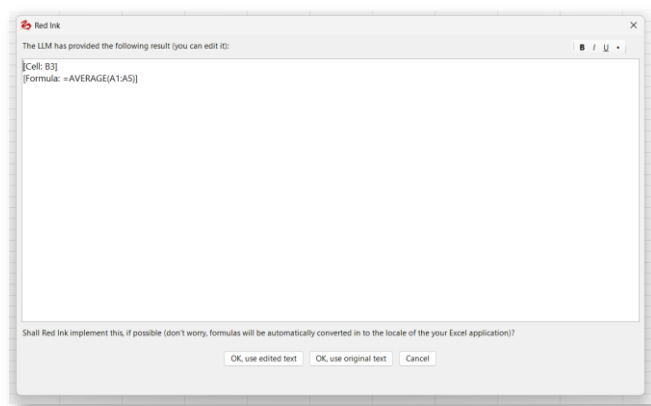 Red Ink
The LLM has provided the following result (you can edit it):
B I U •
[Cell: B3]
[Formula: =AVERAGE(A1:A5)]
Shall Red Ink implement this, if possible (don't worry, formulas will be automatically converted in to the locale of the your Excel application)?
OK, use edited text OK, use original text Cancel